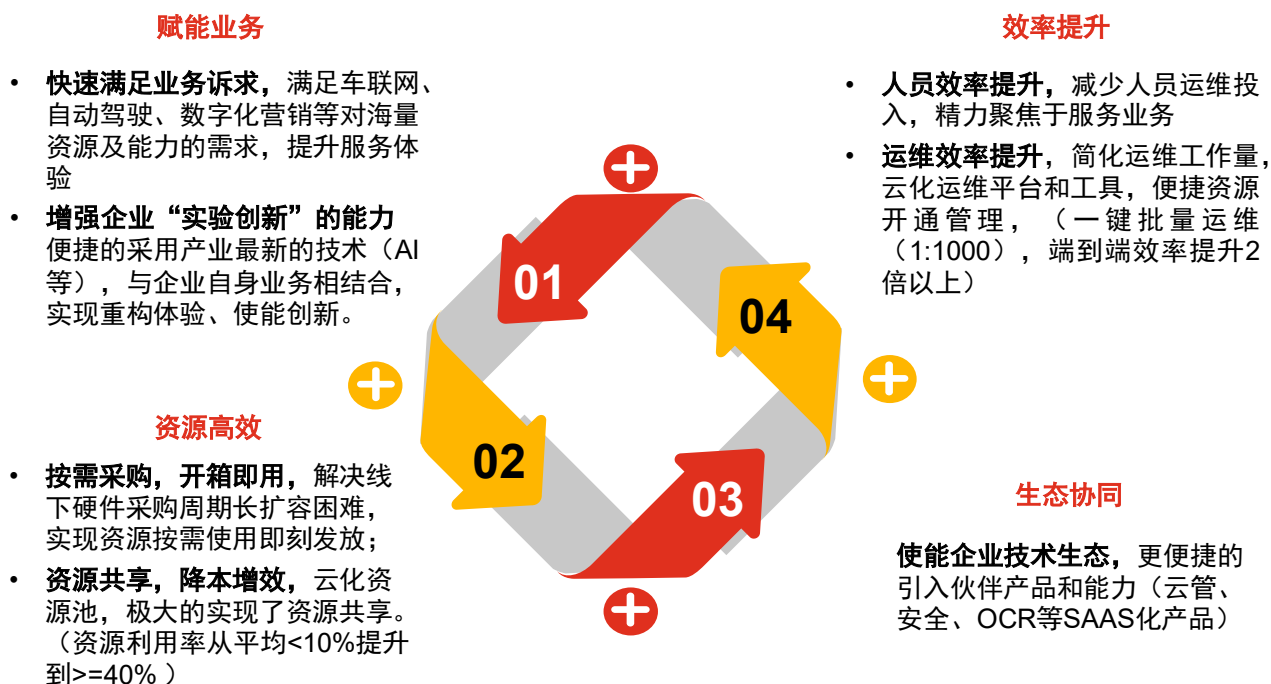 赋能业务
• 快速满足业务诉求，满足车联网、
自动驾驶、数字化营销等对海量
资源及能力的需求，提升服务体
验
• 增强企业“实验创新”的能力
便捷的采用产业最新的技术（AI
等），与企业自身业务相结合，
实现重构体验、使能创新。
资源高效
• 按需采购，开箱即用，解决线
下硬件采购周期长扩容困难，
实现资源按需使用即刻发放；
• 资源共享，降本增效，云化资
源池，极大的实现了资源共享。
（资源利用率从平均<10%提升
到>=40% ）
01
02
03
04
效率提升
• 人员效率提升，减少人员运维投
入，精力聚焦于服务业务
• 运维效率提升，简化运维工作量，
云化运维平台和工具，便捷资源
开通管理，（一键批量运维
（1:1000），端到端效率提升2
倍以上）
生态协同
使能企业技术生态，更便捷的
引入伙伴产品和能力（云管、
安全、OCR等SAAS化产品）